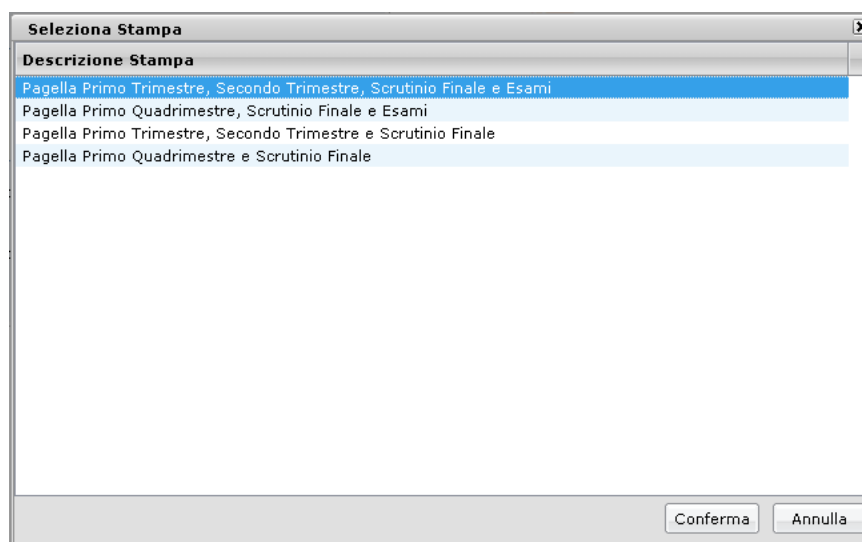 Seleziona Stampa
Descrizione Stampa
Pagella Primo Trimestre, Secondo Trimestre, Scrutinio Finale e Esami
Pagella Primo Quadrimestre, Scrutinio Finale e Esami
Pagella Primo Trimestre, Secondo Trimestre e Scrutinio Finale
Pagella Primo Quadrimestre e Scrutinio Finale
Conferma Annulla